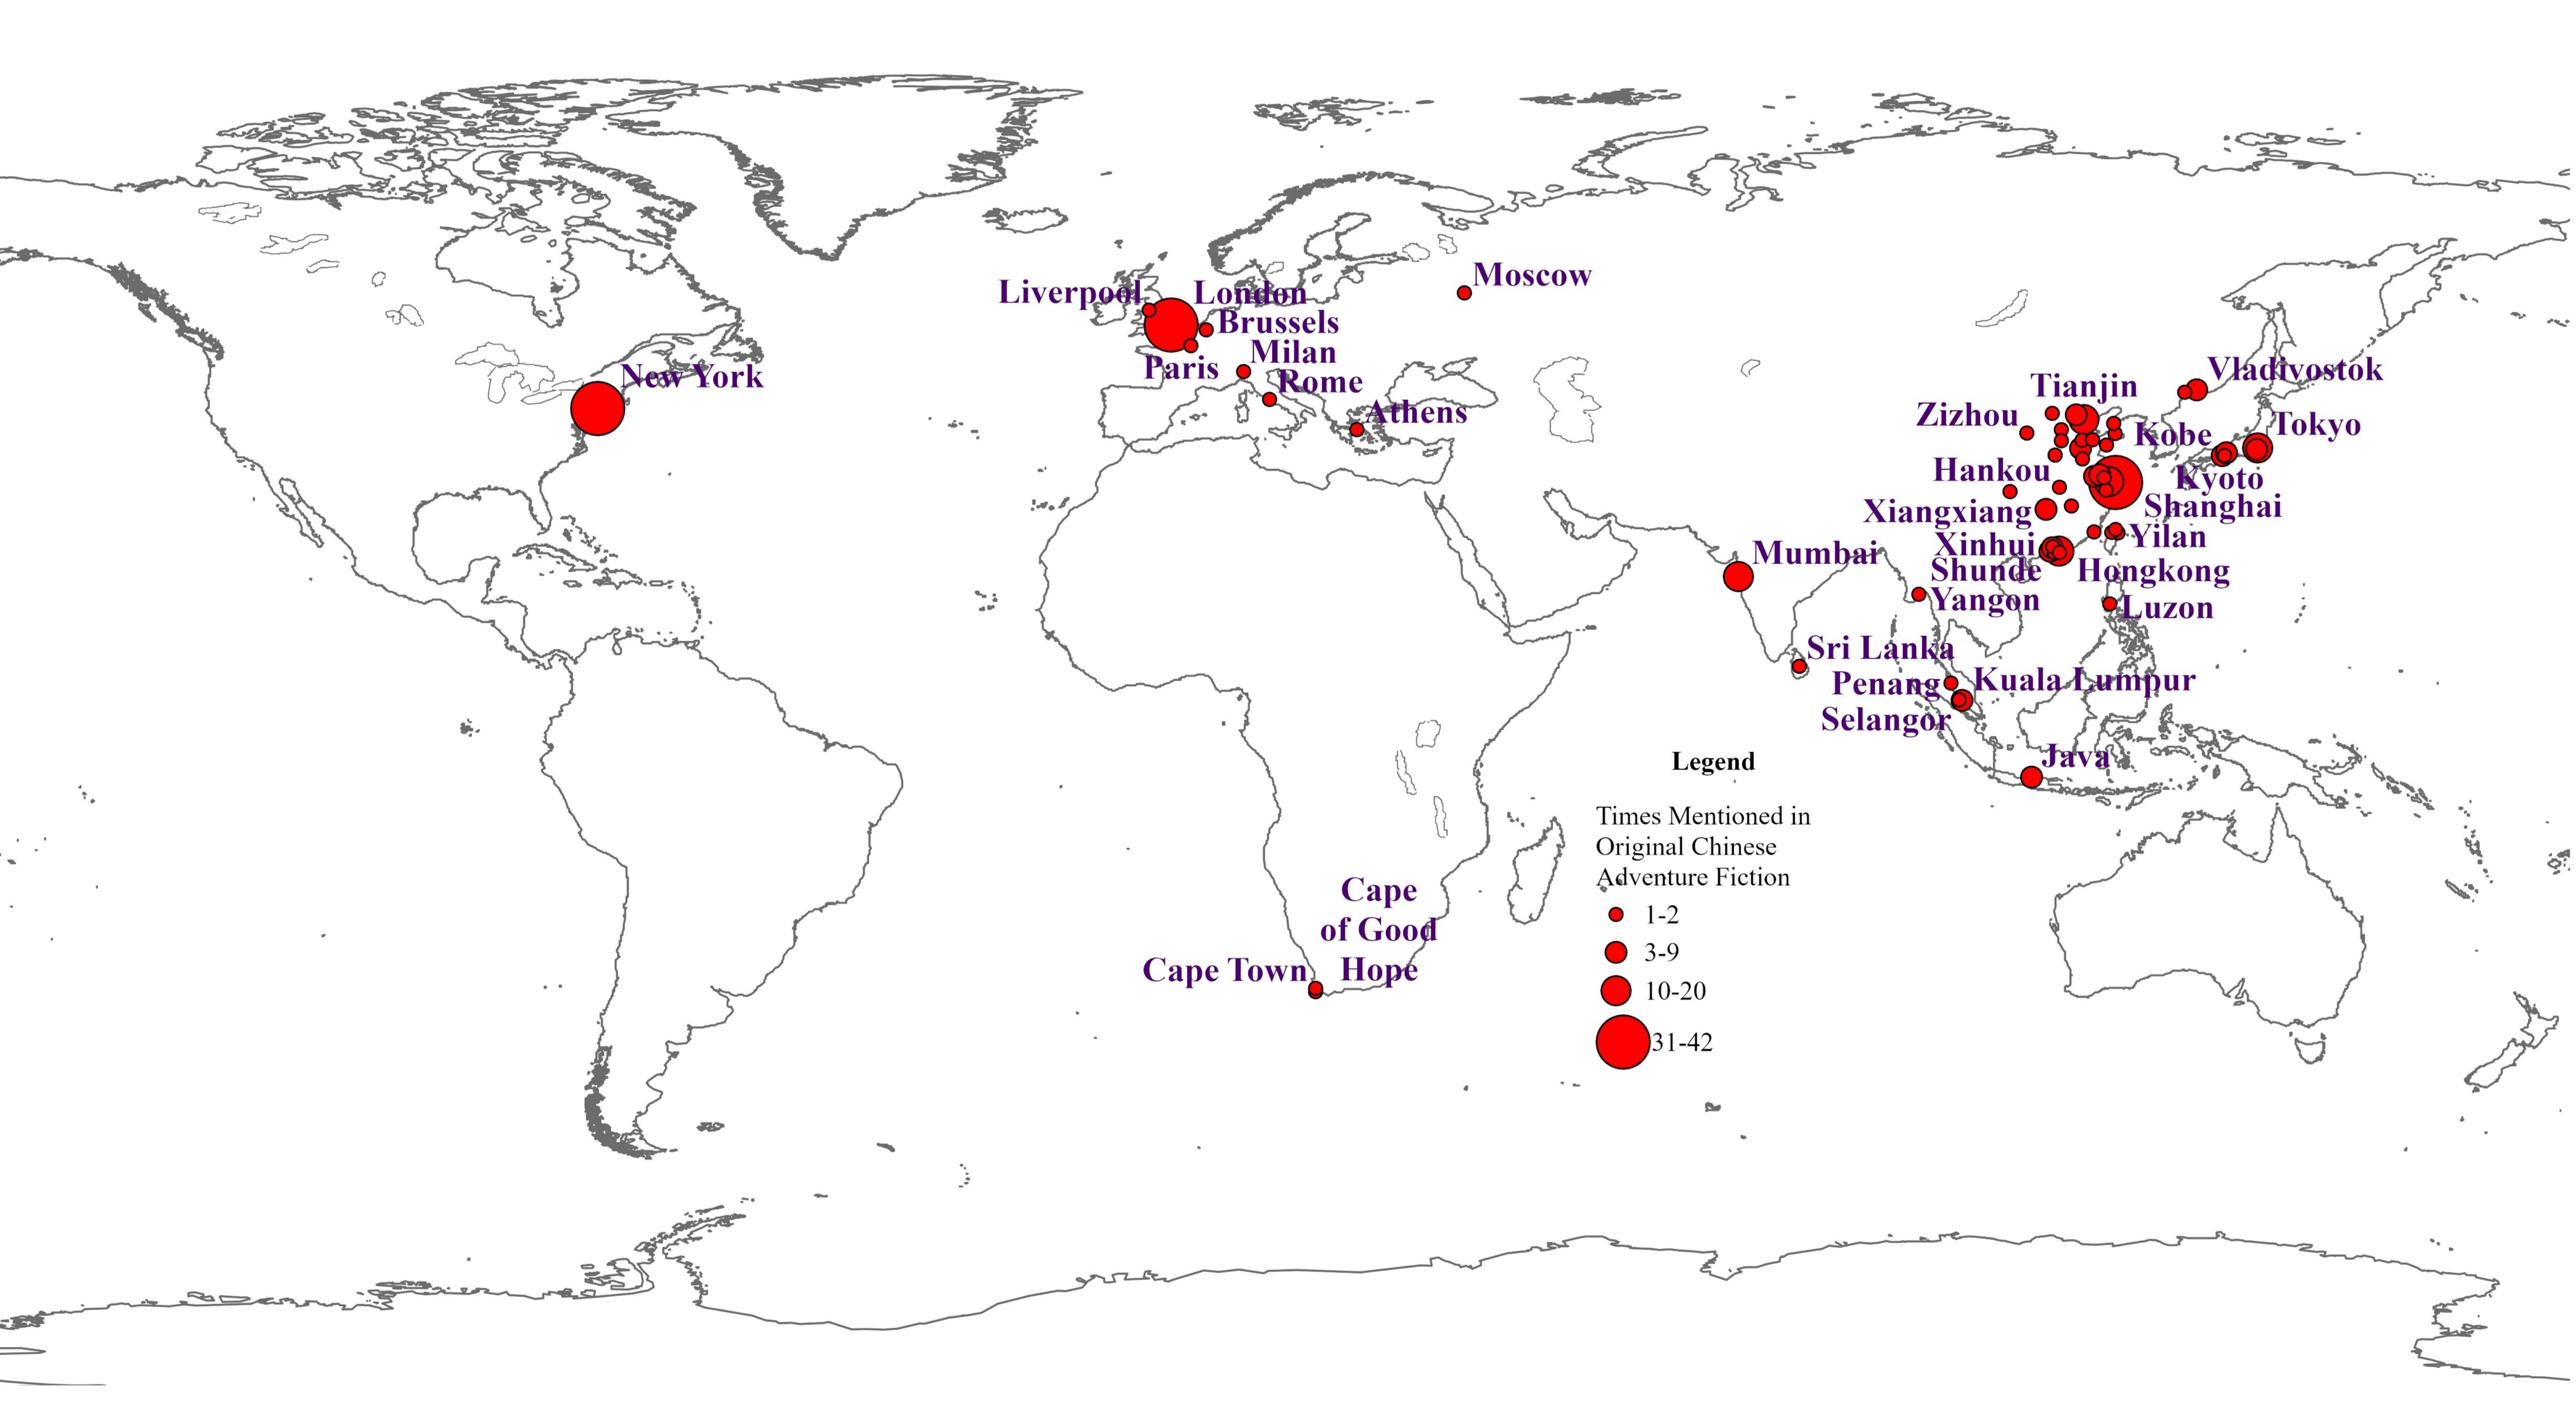 Moscow
Liverpool
London
Brussels
Milan
Paris
Rome
New York
Athens
Vladivostok
Tianjin
Zizhou
Tokyo
Kobe
Hankou
Kyoto
Shanghai
Xiangxiang
Yilan
Xinhui
Mumbai
Shunde
Hongkong
Yangon
Luzon
Sri Lanka
Penang
Kuala Lumpur
Selangor
Java
Legend
Times Mentioned in
Original Chinese
Adventure Fiction
1-2
3-9
10-20
31-42
Cape
of Good
Hope
Cape Town